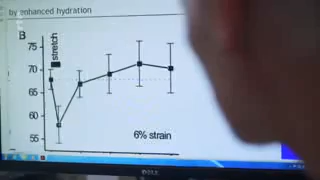 by enhanced hydration
B
stretch
75
70
65
60
55
6% strain
DELL